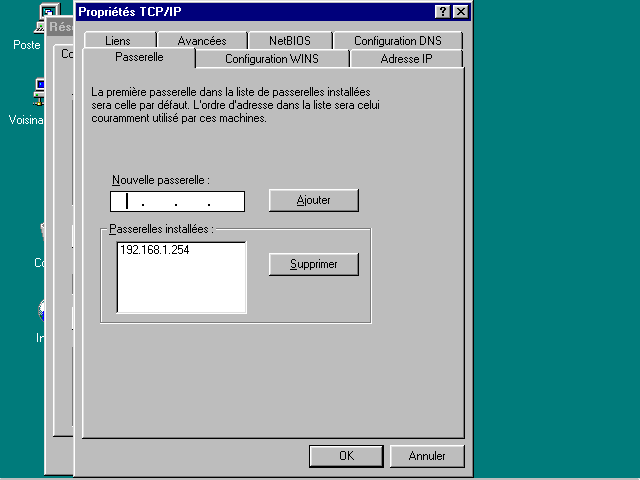 Propriétés TCP/IP
Rés
Poste
Co
Voisina
Co
In
Liens Avancées NetBIOS Configuration DNS
Passerelle Configuration WINS Adresse IP
La première passerelle dans la liste de passerelles installées
sera celle par défaut. L'ordre d'adresse dans la liste sera celui
couramment utilisé par ces machines.
Nouvelle passerelle :
. . .
Ajouter
Passerelles installées :
192.168.1.254
Supprimer
OK Annuler